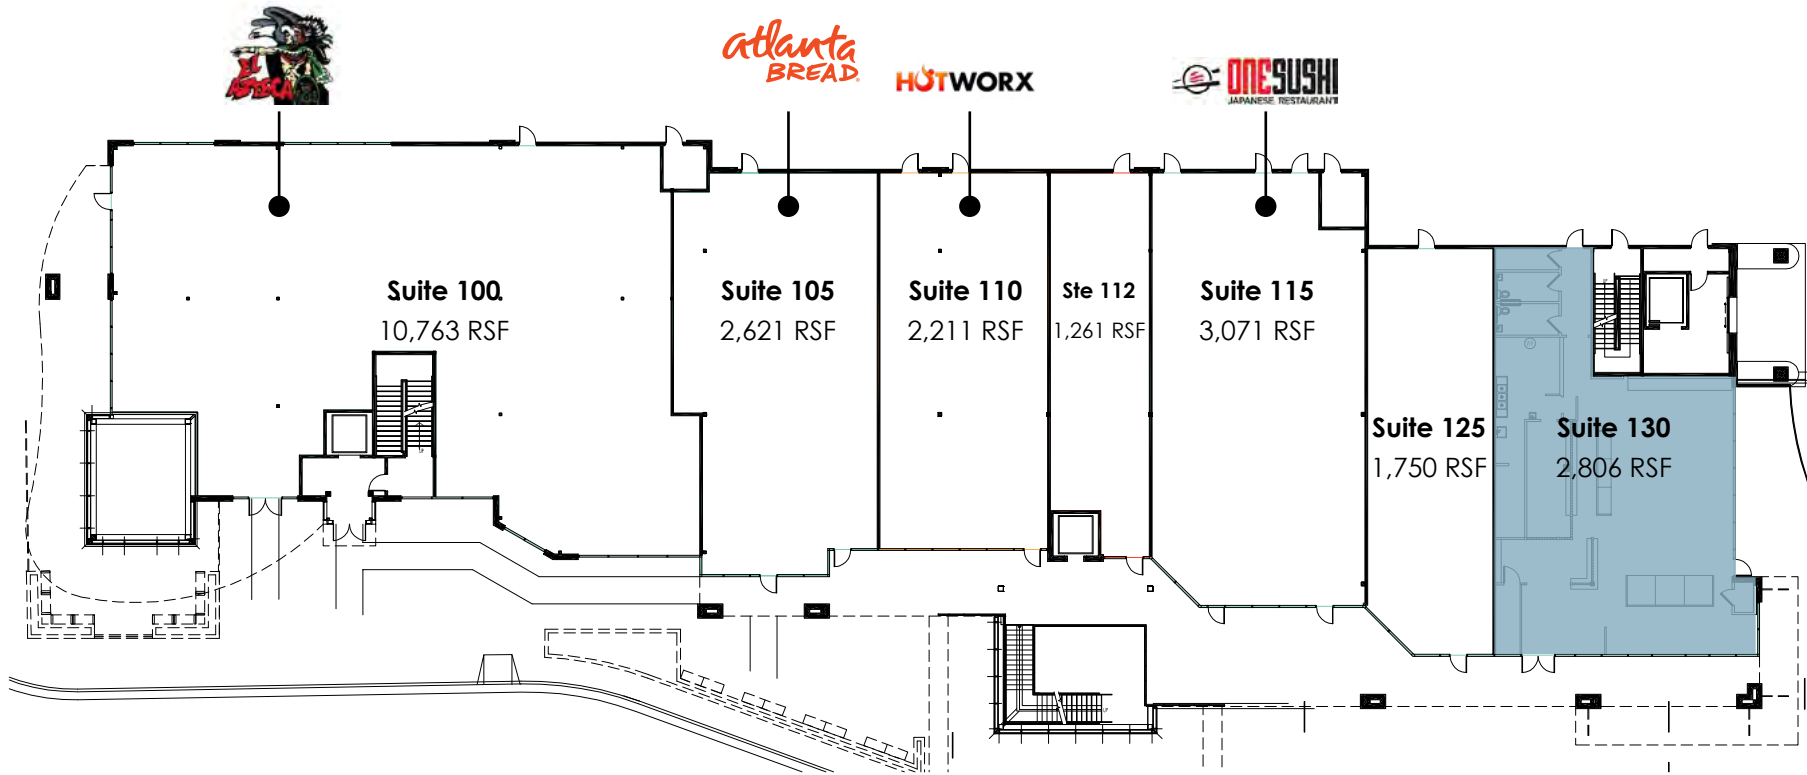 EL
AZTECA
atlanta
BREAD
HOTWORX
ONESUSHI
JAPANESE RESTAURANT
Suite 100
10,763 RSF
Suite 105
2,621 RSF
Suite 110
2,211 RSF
Ste 112
1,261 RSF
Suite 115
3,071 RSF
Suite 125
1,750 RSF
Suite 130
2,806 RSF